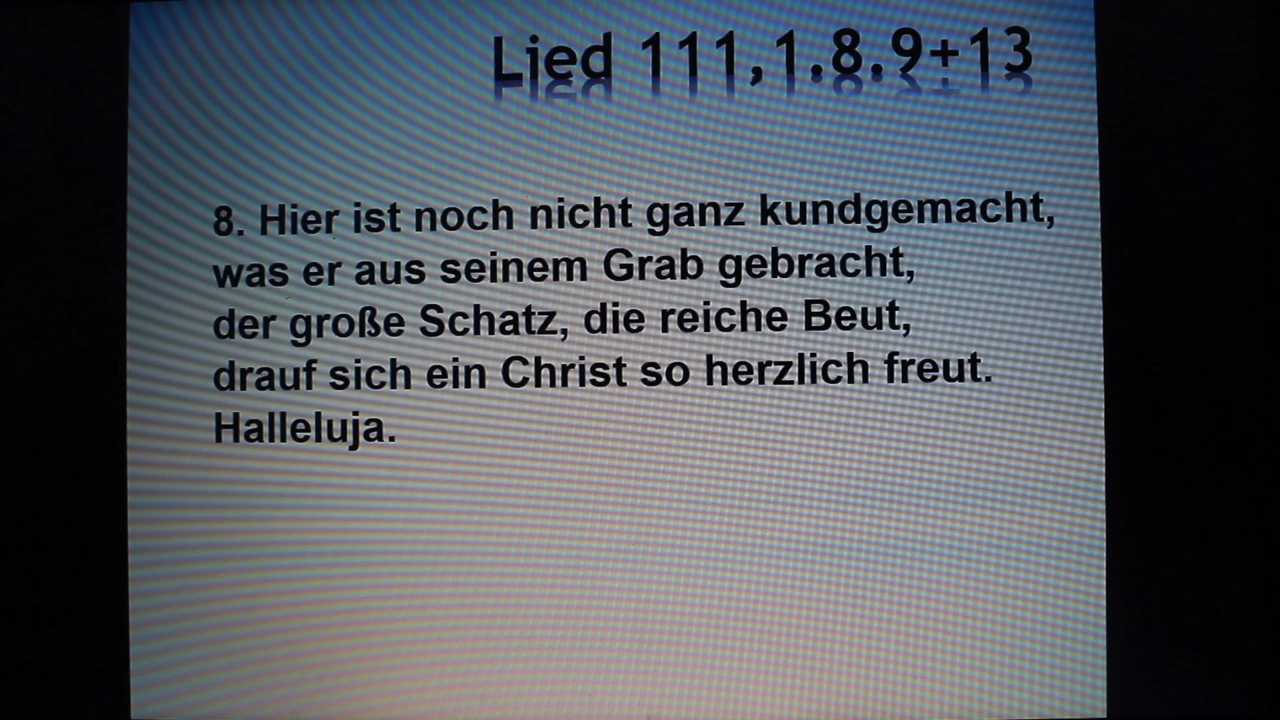 Lied 111,1.8.9+13
8. Hier ist noch nicht ganz kundgemacht,
was er aus seinem Grab gebracht,
der große Schatz, die reiche Beut,
drauf sich ein Christ so herzlich freut.
Halleluja.